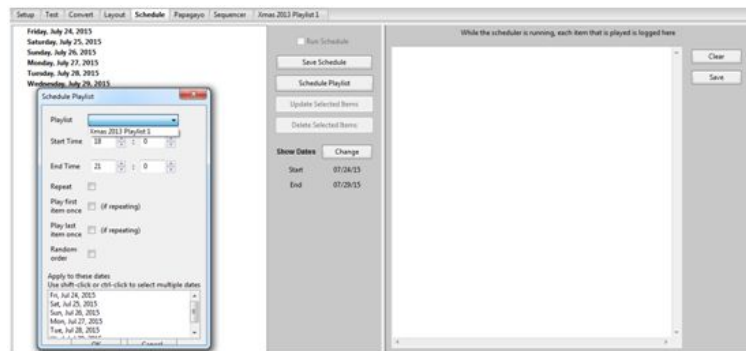 Setup Test Convert Layout Schedule Papagayo Sequencer Xmas 2013 Playlist 1
Friday, July 24, 2015
Saturday, July 25, 2015
Sunday, July 26, 2015
Monday, July 27, 2015
Tuesday, July 28, 2015
Wednesday, July 29, 2015
Schedule Playlist
Playlist
Xmas 2013 Playlist 1
Start Time 18 : 0
End Time 21 : 0
Repeat
Play first
item once (if repeating)
Play last
item once (if repeating)
Random
order
Apply to these dates
Use shift-click or ctrl-click to select multiple dates
Fri, Jul 24, 2015
Sat, Jul 25, 2015
Sun, Jul 26, 2015
Mon, Jul 27, 2015
Tue, Jul 28, 2015
Wed, Jul 29, 2015
OK Cancel
Run Schedule
Save Schedule
Schedule Playlist
Update Selected Items
Delete Selected Items
Show Dates Change
Start 07/24/15
End 07/29/15
While the scheduler is running, each item that is played is logged here
Clear
Save